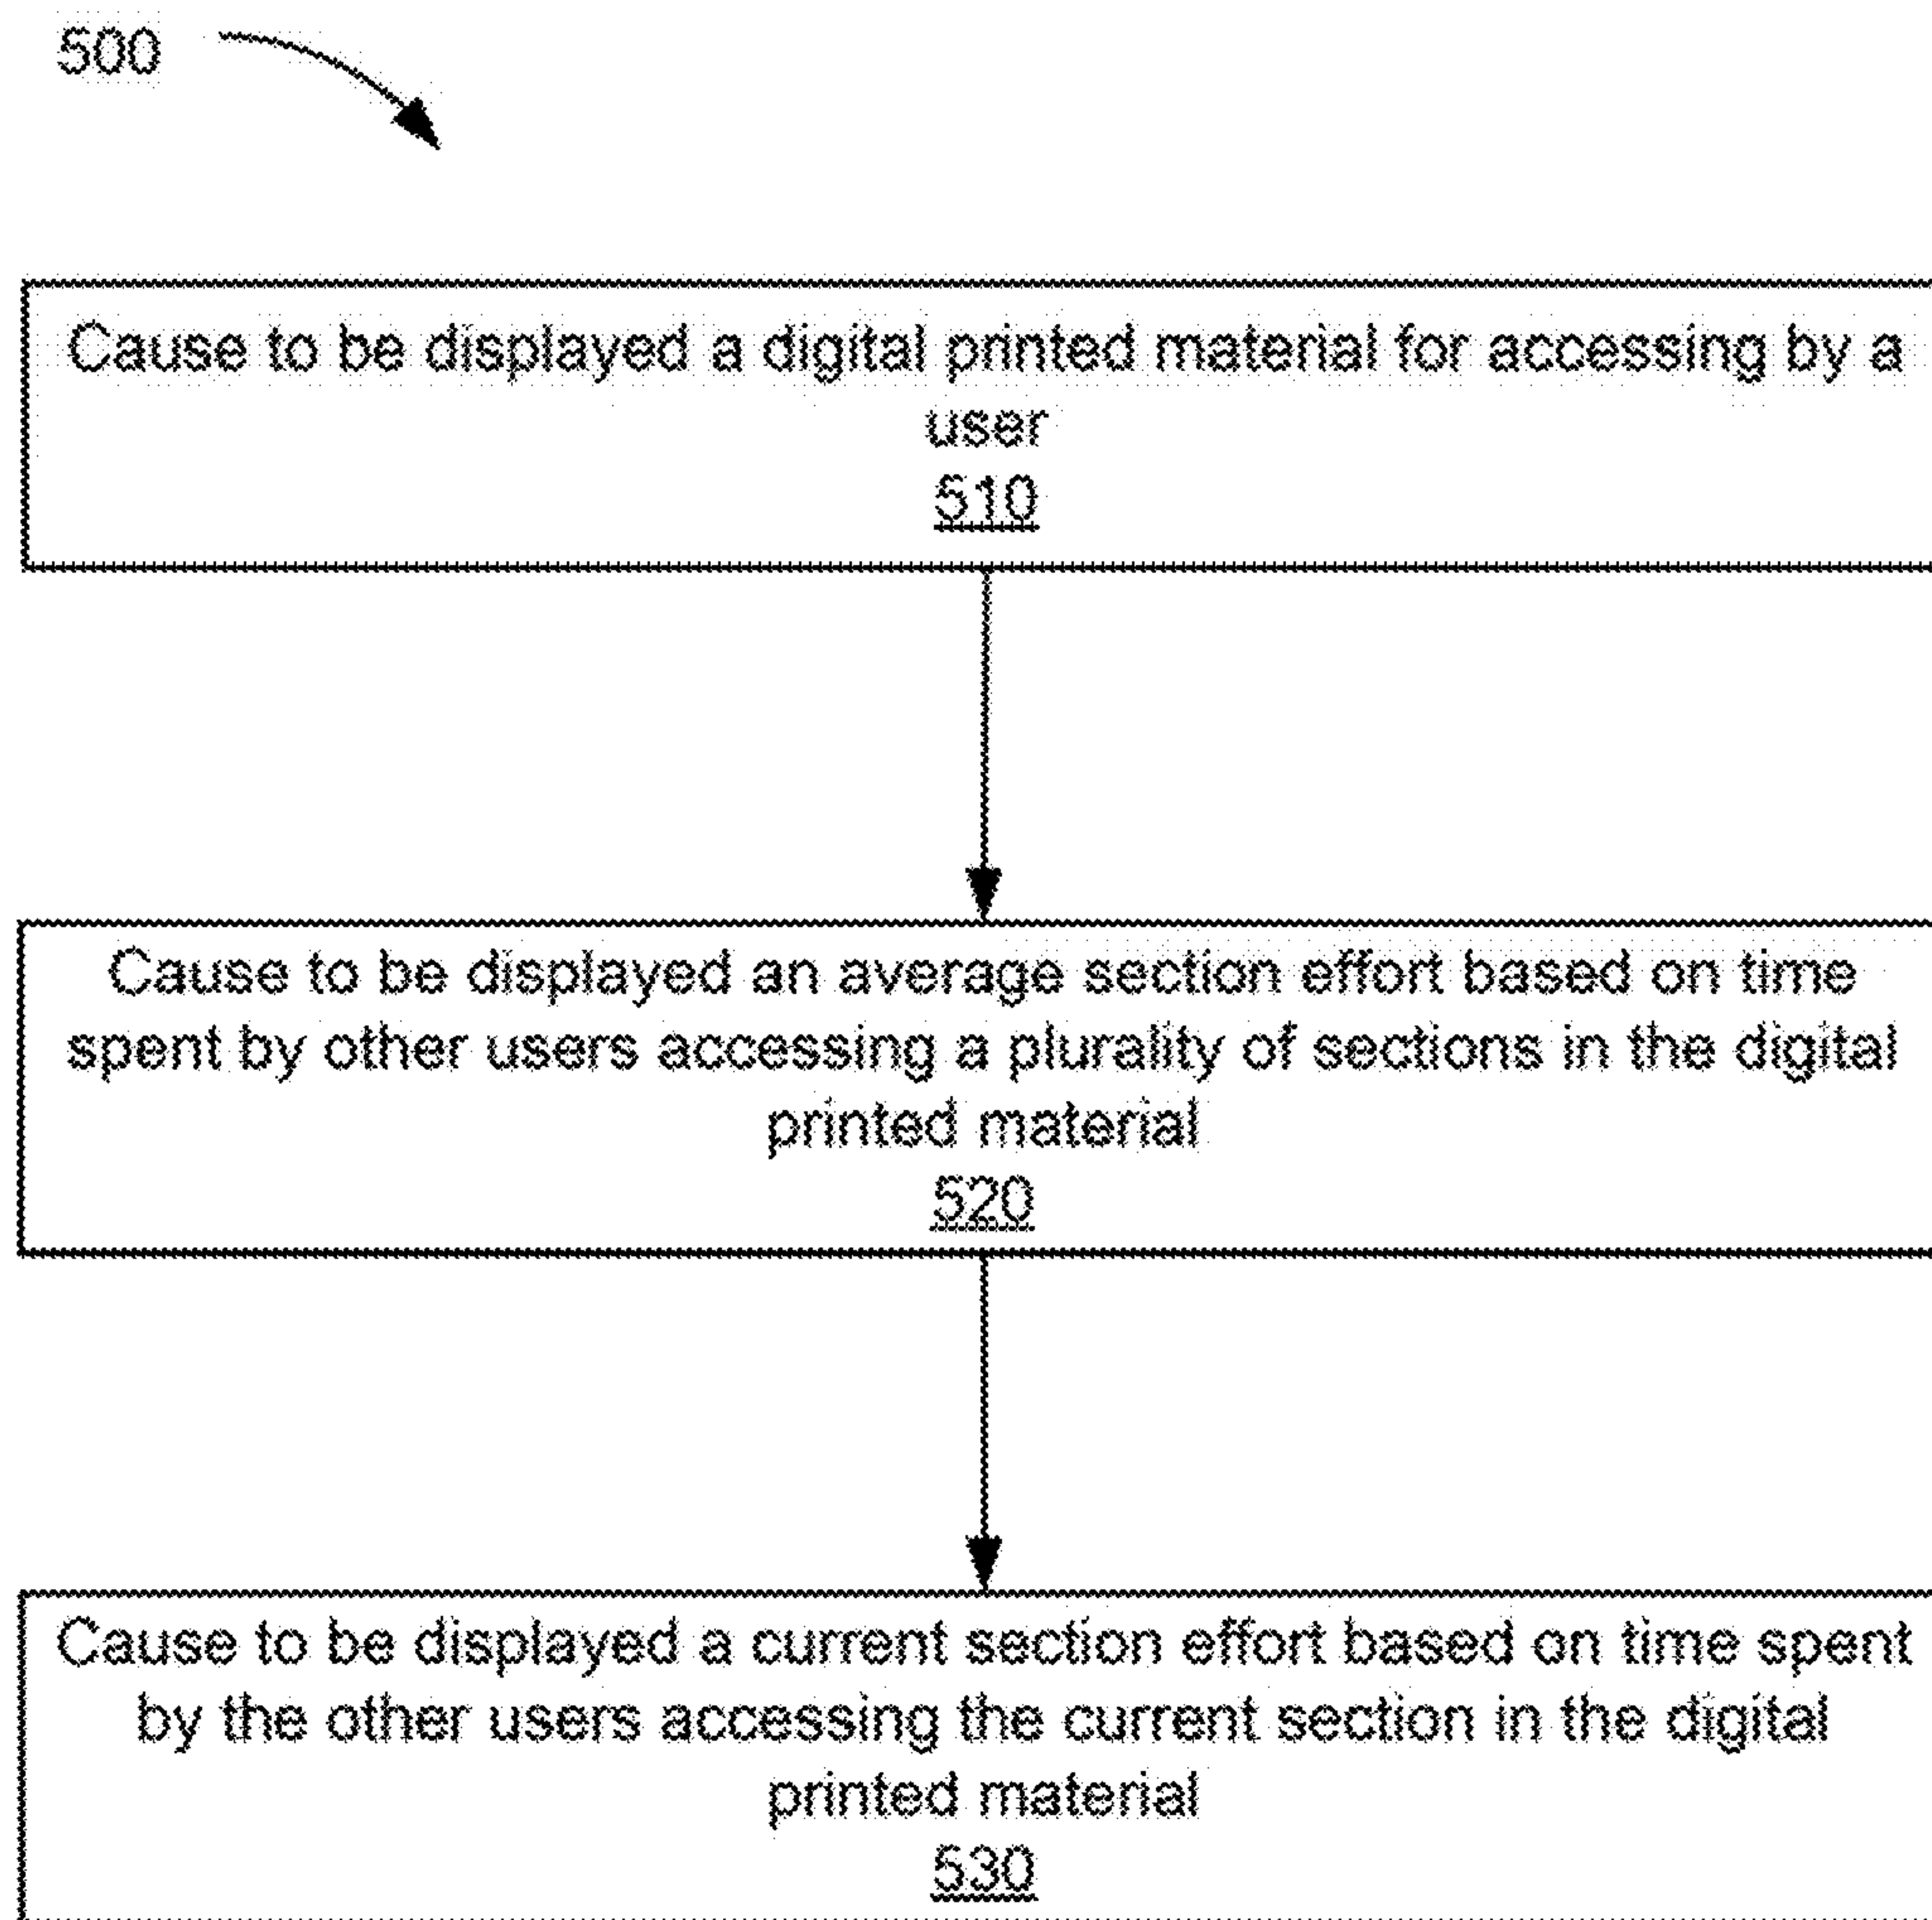 500
Cause to be displayed a digital printed material for accessing by a
user
510
Cause to be displayed an average section effort based on time
spent by other users accessing a plurality of sections in the digital
printed material
520
Cause to be displayed a current section effort based on time spent
by the other users accessing the current section in the digital
printed material
530